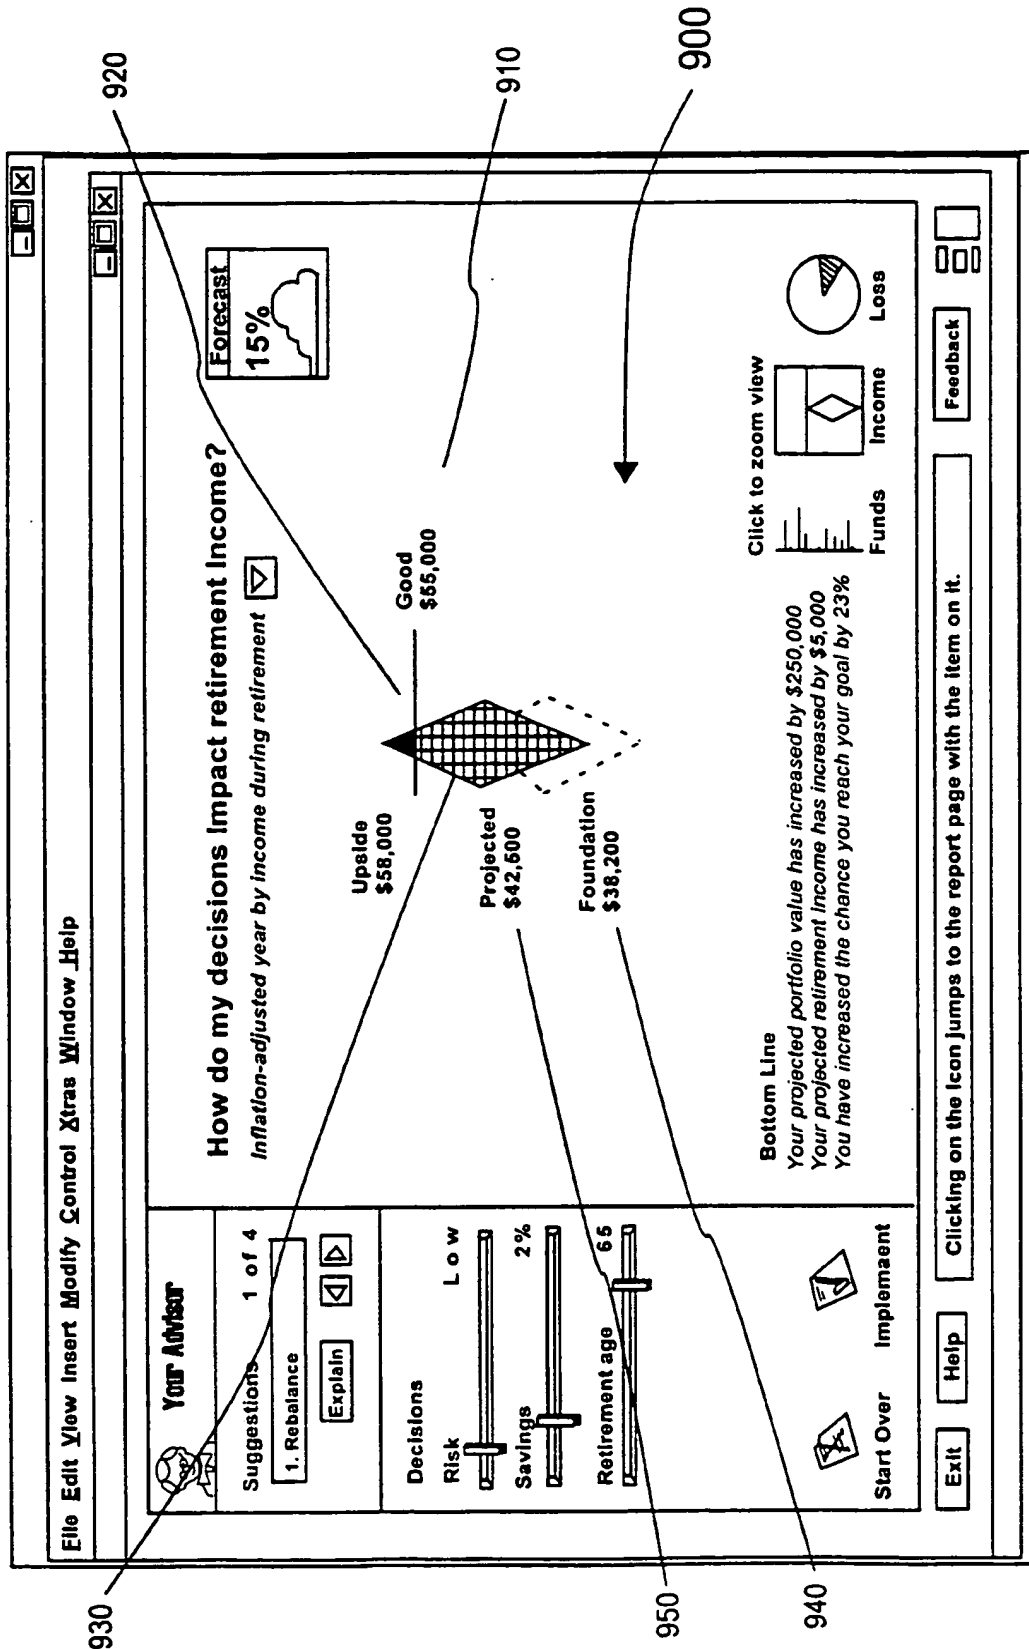 920
910
900
File Edit View Insert Modify Control Xtras Window Help
Your Advisor
Suggestions 1 of 4
1. Rebalance
Explain
Decisions
Risk Low
Savings 2%
Retirement age 65
Start Over Implemaent
How do my decisions Impact retirement Income?
Inflation-adjusted year by income during retirement
Forecast
15%
Upside
$58,000
Good
$55,000
Projected
$42,500
Foundation
$38,200
Bottom Line
Your projected portfolio value has increased by $250,000
Your projected retirement income has increased by $5,000
You have increased the chance you reach your goal by 23%
Click to zoom view
Funds Income Loss
Exit Help Clicking on the Icon jumps to the report page with the item on it. Feedback
930
950
940